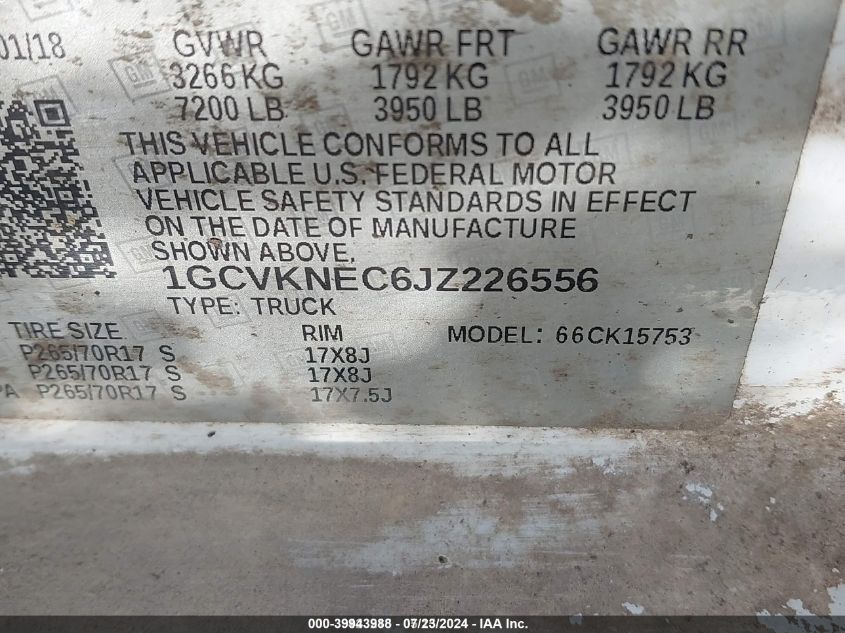 01/18 GVWR GAWR FRT GAWR RR
3266 KG 1792 KG 1792 KG
7200 LB 3950 LB 3950 LB
THIS VEHICLE CONFORMS TO ALL
APPLICABLE U.S. FEDERAL MOTOR
VEHICLE SAFETY STANDARDS IN EFFECT
ON THE DATE OF MANUFACTURE
SHOWN ABOVE.
1GCVKNEC6JZ226556
TYPE: TRUCK
TIRE SIZE RIM MODEL: 66CK15753
P265/70R17 S 17X8J
P265/70R17 S 17X8J
PA P265/70R17 S 17X7.5J
000-39943988 - 07/23/2024 - IAA Inc.